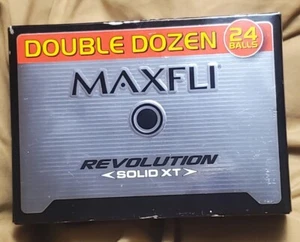 DOUBLE DOZEN
24
BALLS
MAXFLI
REVOLUTION
SOLID XT